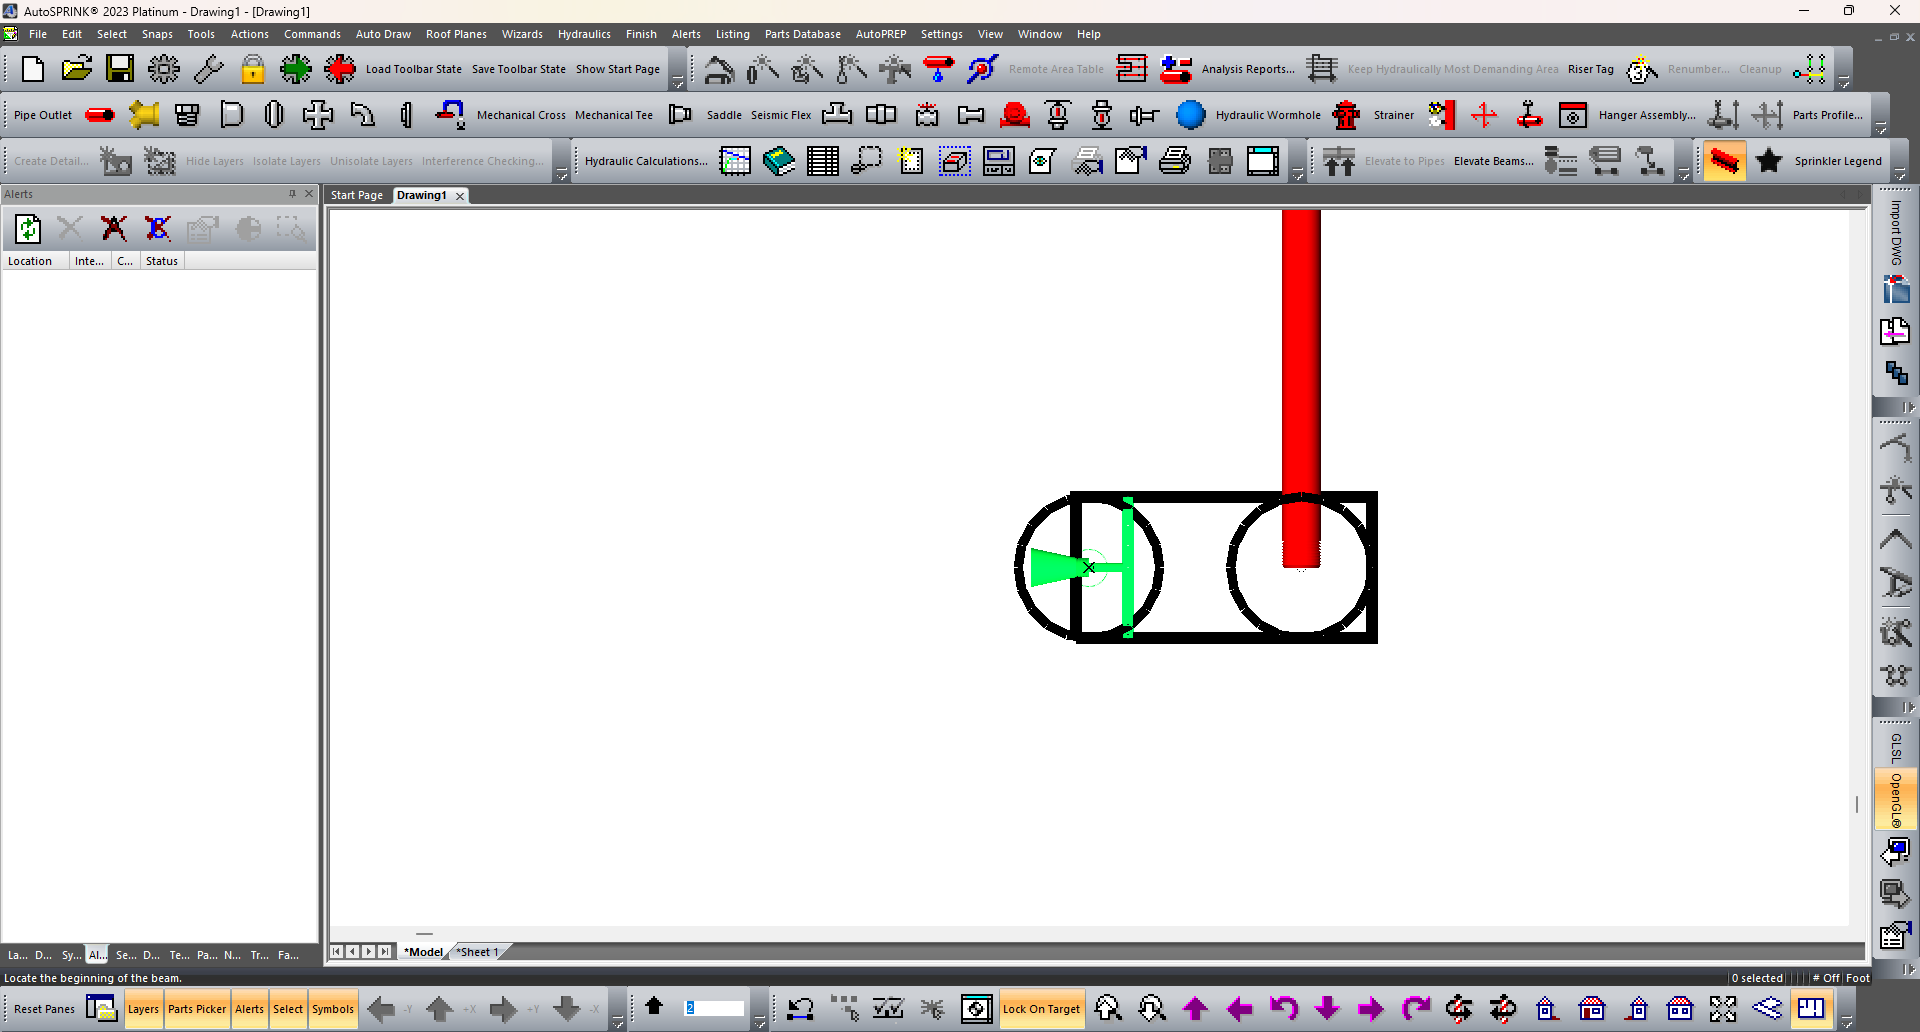 AutoSPRINK® 2023 Platinum - Drawing1 - [Drawing1]
File Edit Select Snaps Tools Actions Commands Auto Draw Roof Planes Wizards Hydraulics Finish Alerts Listing Parts Database AutoPREP Settings View Window Help
Load Toolbar State Save Toolbar State Show Start Page Remote Area Table Analysis Reports... Keep Hydraulically Most Demanding Area Riser Tag Renumber... Cleanup
Pipe Outlet Mechanical Cross Mechanical Tee Saddle Seismic Flex Hydraulic Wormhole Strainer Hanger Assembly... Parts Profile...
Create Detail... Hide Layers Isolate Layers Unisolate Layers Interference Checking... Hydraulic Calculations... Elevate to Pipes Elevate Beams... Sprinkler Legend
Alerts
Start Page Drawing1
Location Inte... C... Status
Import DWG
GLSL
OpenGL®
La... D... Sy... Al... Se... D... Te... Pa... N... Tr... Fa...
*Model *Sheet 1
Locate the beginning of the beam.
0 selected # Off Foot
Reset Panes Layers Parts Picker Alerts Select Symbols -Y +X +Y -X 2 Lock On Target